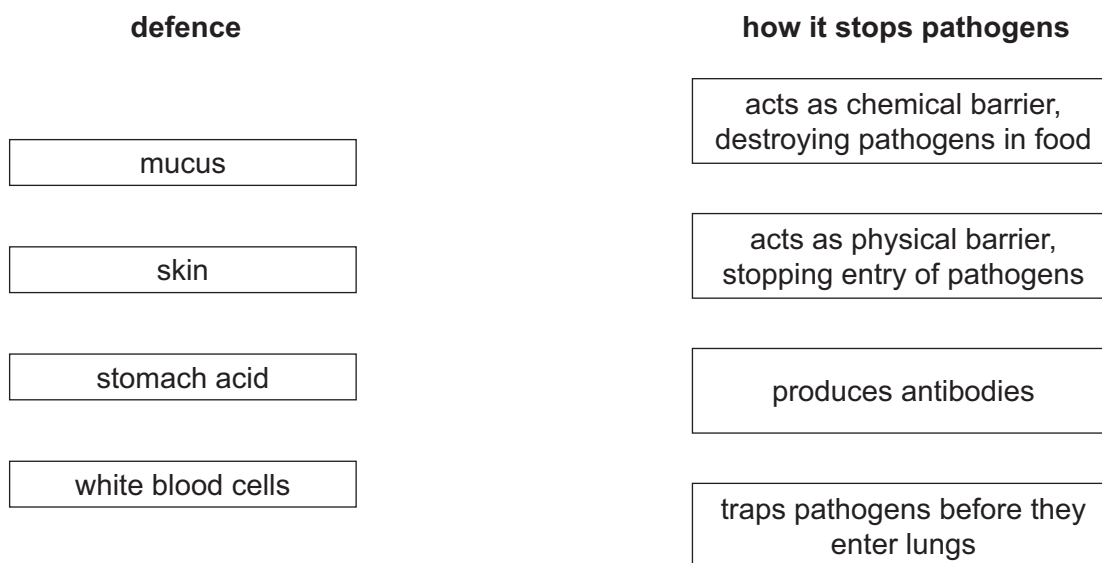 defence
mucus
skin
stomach acid
white blood cells
how it stops pathogens
acts as chemical barrier,
destroying pathogens in food
acts as physical barrier,
stopping entry of pathogens
produces antibodies
traps pathogens before they
enter lungs